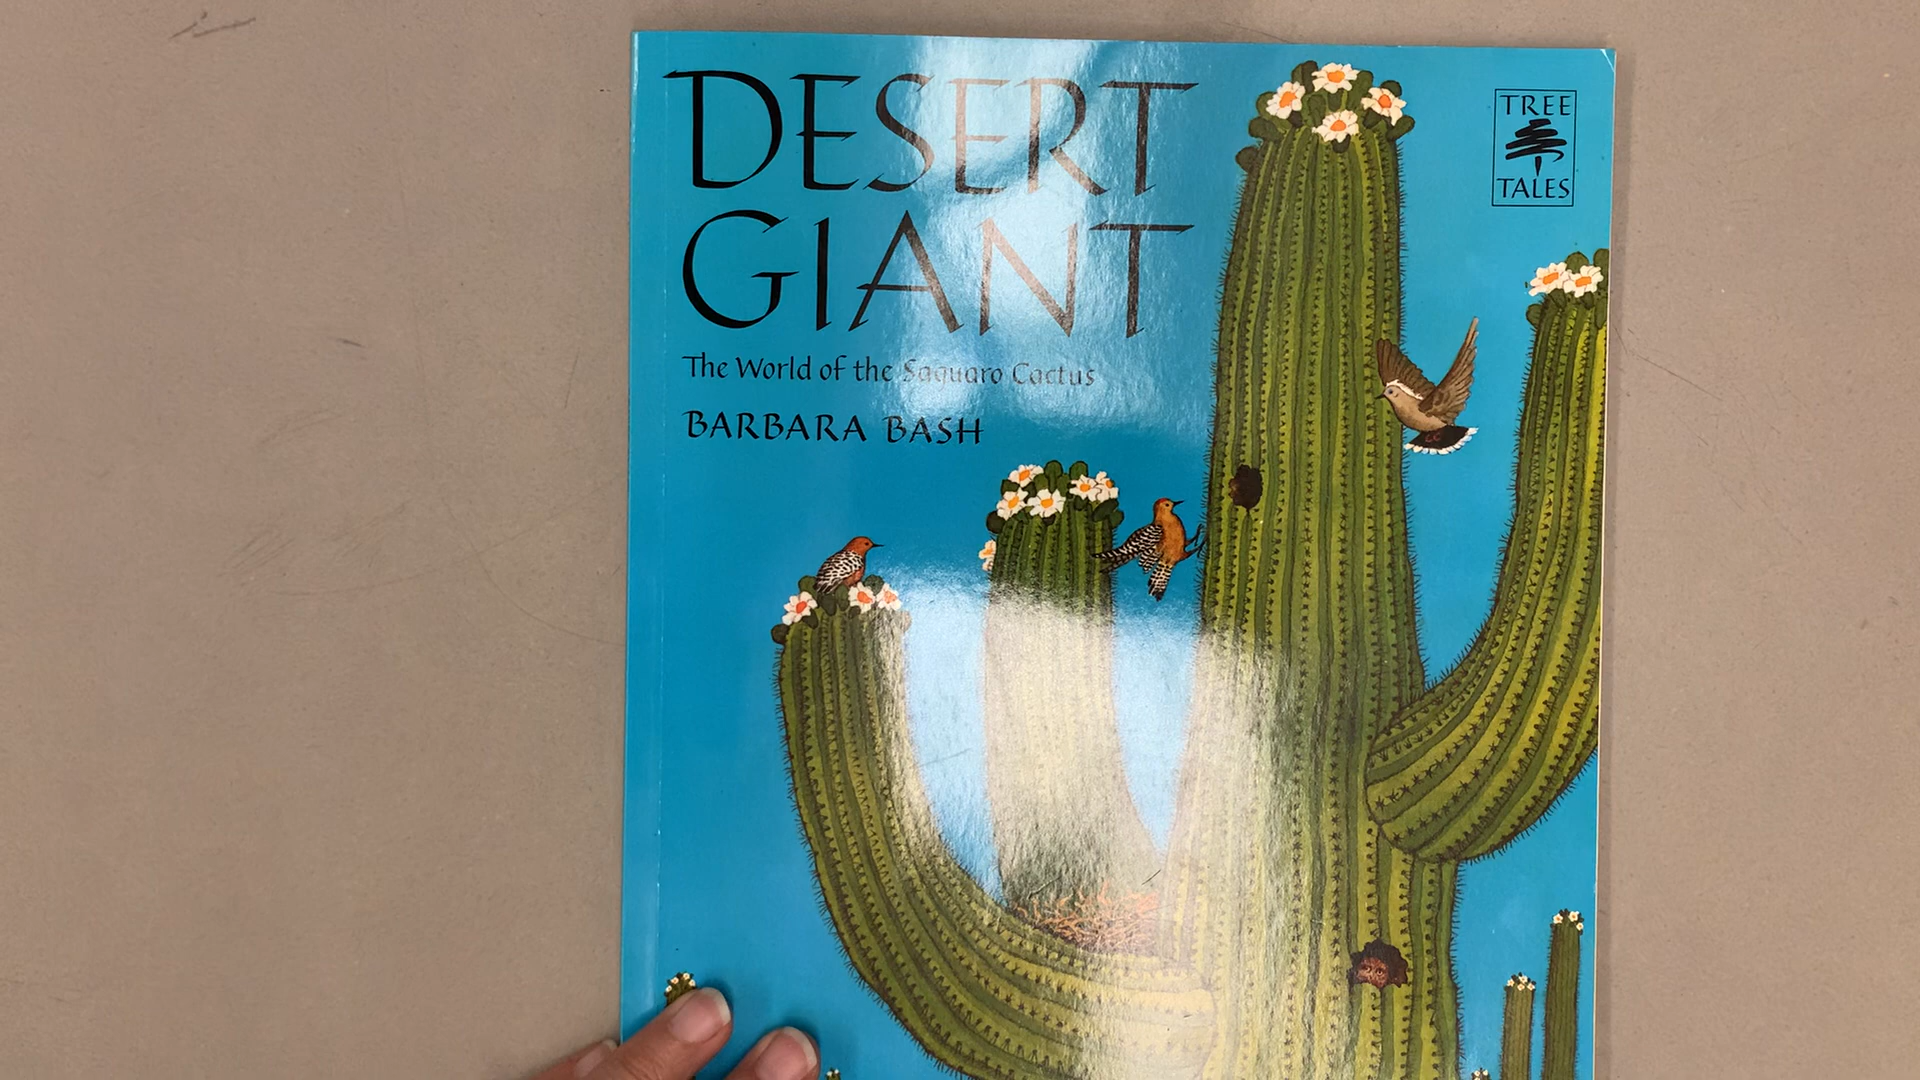 DESERT
GIANT
The World of the Saguaro Cactus
BARBARA BASH
TREE
TALES